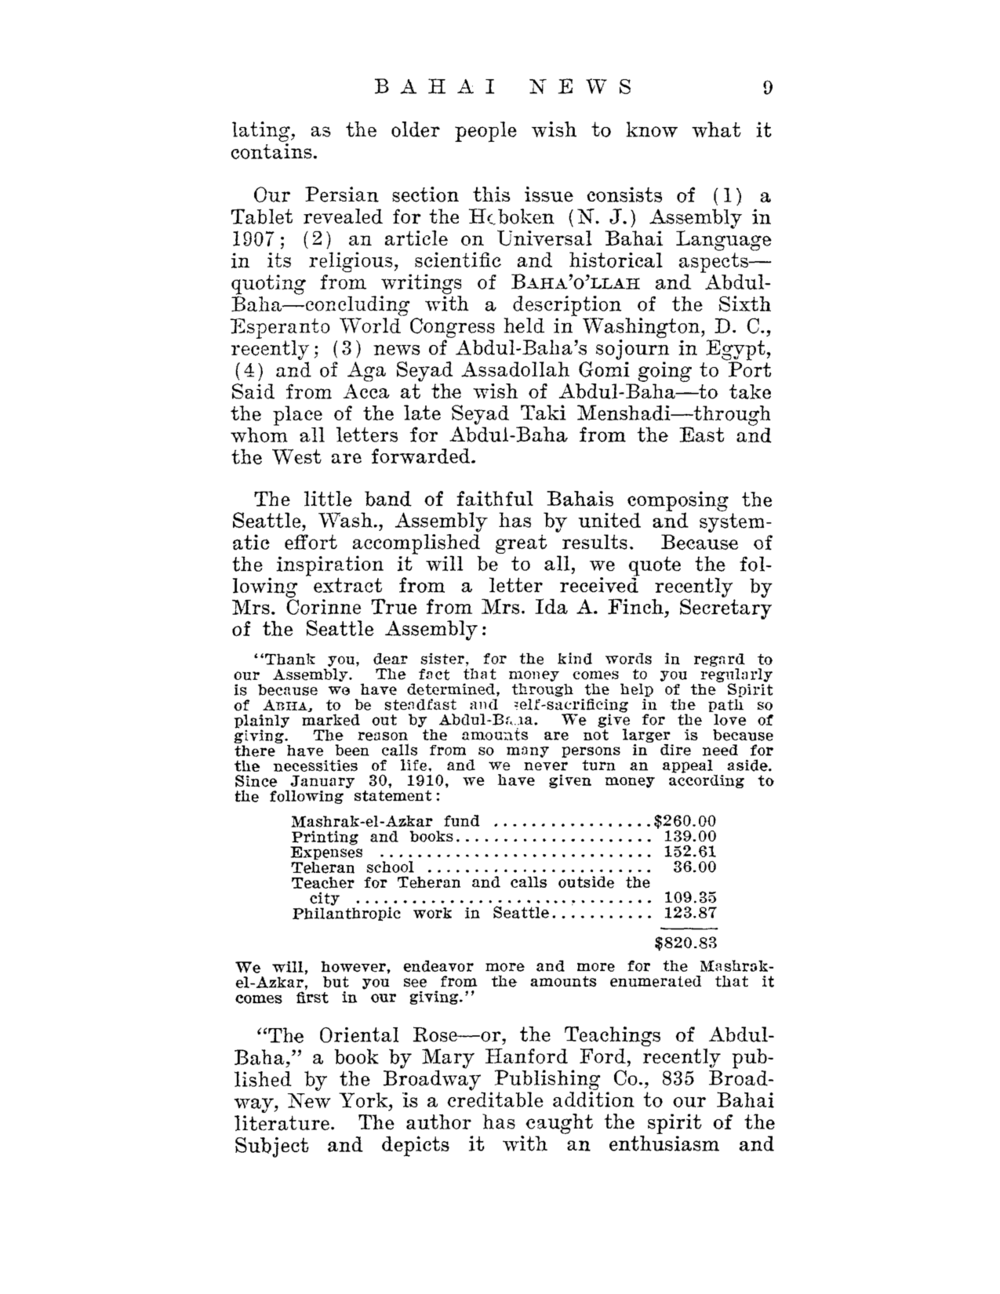 BAHAI NEWS 9
lating, as the older people wish to know what it
contains.
Our Persian section this issue consists of (1) a
Tablet revealed for the Hoboken (N. J.) Assembly in
1907; (2) an article on Universal Bahai Language
in its religious, scientific and historical aspects—
quoting from writings of BAHA'O'LLAH and Abdul-
Baha—concluding with a description of the Sixth
Esperanto World Congress held in Washington, D. C.,
recently; (3) news of Abdul-Baha's sojourn in Egypt,
(4) and of Aga Seyad Assadollah Gomi going to Port
Said from Acca at the wish of Abdul-Baha—to take
the place of the late Seyad Taki Menshadi—through
whom all letters for Abdul-Baha from the East and
the West are forwarded.
The little band of faithful Bahais composing the
Seattle, Wash., Assembly has by united and system-
atic effort accomplished great results. Because of
the inspiration it will be to all, we quote the fol-
lowing extract from a letter received recently by
Mrs. Corinne True from Mrs. Ida A. Finch, Secretary
of the Seattle Assembly:
"Thank you, dear sister, for the kind words in regard to
our Assembly. The fact that money comes to you regularly
is because we have determined, through the help of the Spirit
of ABHA, to be steadfast and self-sacrificing in the path so
plainly marked out by Abdul-Baha. We give for the love of
giving. The reason the amounts are not larger is because
there have been calls from so many persons in dire need for
the necessities of life, and we never turn an appeal aside.
Since January 30, 1910, we have given money according to
the following statement:
Mashrak-el-Azkar fund .................$260.00
Printing and books..................... 139.00
Expenses ............................. 152.61
Teheran school ........................ 36.00
Teacher for Teheran and calls outside the
city ................................ 109.35
Philanthropic work in Seattle........... 123.87
$820.83
We will, however, endeavor more and more for the Mashrak-
el-Azkar, but you see from the amounts enumerated that it
comes first in our giving."
"The Oriental Rose—or, the Teachings of Abdul-
Baha," a book by Mary Hanford Ford, recently pub-
lished by the Broadway Publishing Co., 835 Broad-
way, New York, is a creditable addition to our Bahai
literature. The author has caught the spirit of the
Subject and depicts it with an enthusiasm and